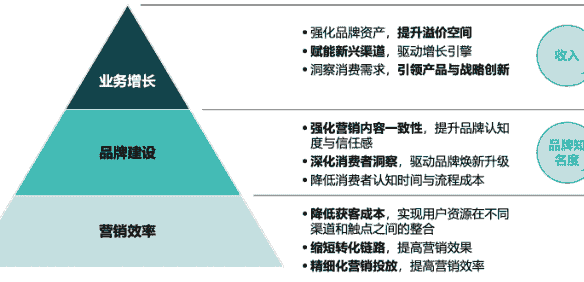 业务增长
• 强化品牌资产，提升溢价空间
• 赋能新兴渠道，驱动增长引擎
• 洞察消费需求，引领产品与战略创新
收入
品牌建设
• 强化营销内容一致性，提升品牌认知
度与信任感
• 深化消费者洞察，驱动品牌焕新升级
• 降低消费者认知时间与流程成本
品牌知
名度
营销效率
• 降低获客成本，实现用户资源在不同
渠道和触点之间的整合
• 缩短转化链路，提高营销效果
• 精细化营销投放，提高营销效率